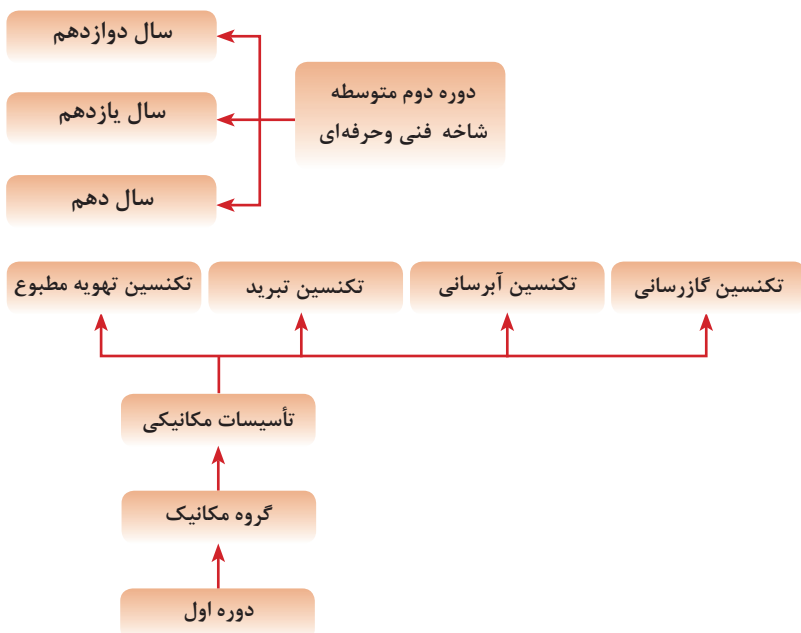 سال دوازدهم
دوره دوم متوسطه
شاخه فنی وحرفه‌ای
سال یازدهم
سال دهم
تکنسین گازرسانی
تکنسین آبرسانی
تکنسین تبرید
تکنسین تهویه مطبوع
تأسیسات مکانیکی
گروه مکانیک
دوره اول